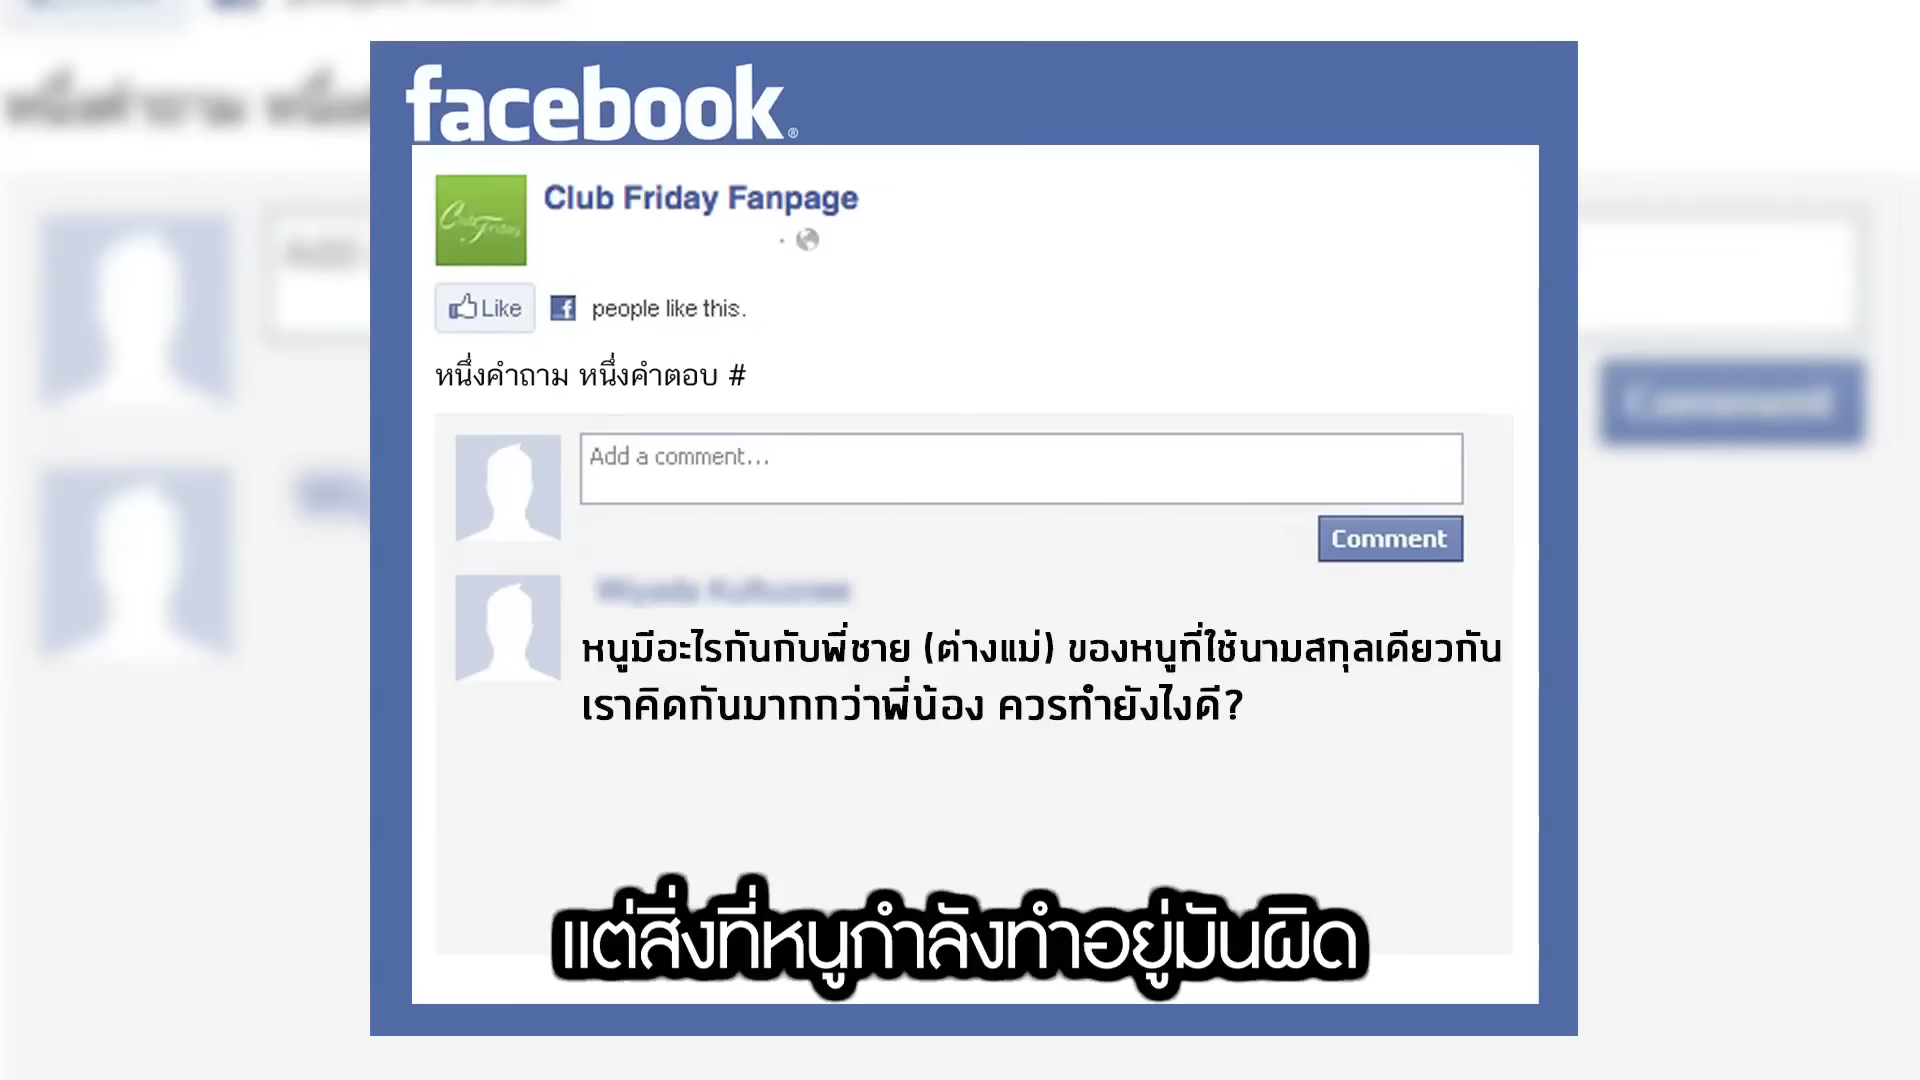 facebook®
Club Friday Fanpage
Club Friday
Like
people like this.
หนึ่งคำถาม หนึ่งคำตอบ #
Add a comment...
Comment
หนูมีอะไรกันกับพี่ชาย (ต่างแม่) ของหนูที่ใช้นามสกุลเดียวกัน
เราคิดกันมากกว่าพี่น้อง ควรทำยังไงดี?
แต่สิ่งที่หนูกำลังทำอยู่มันผิด